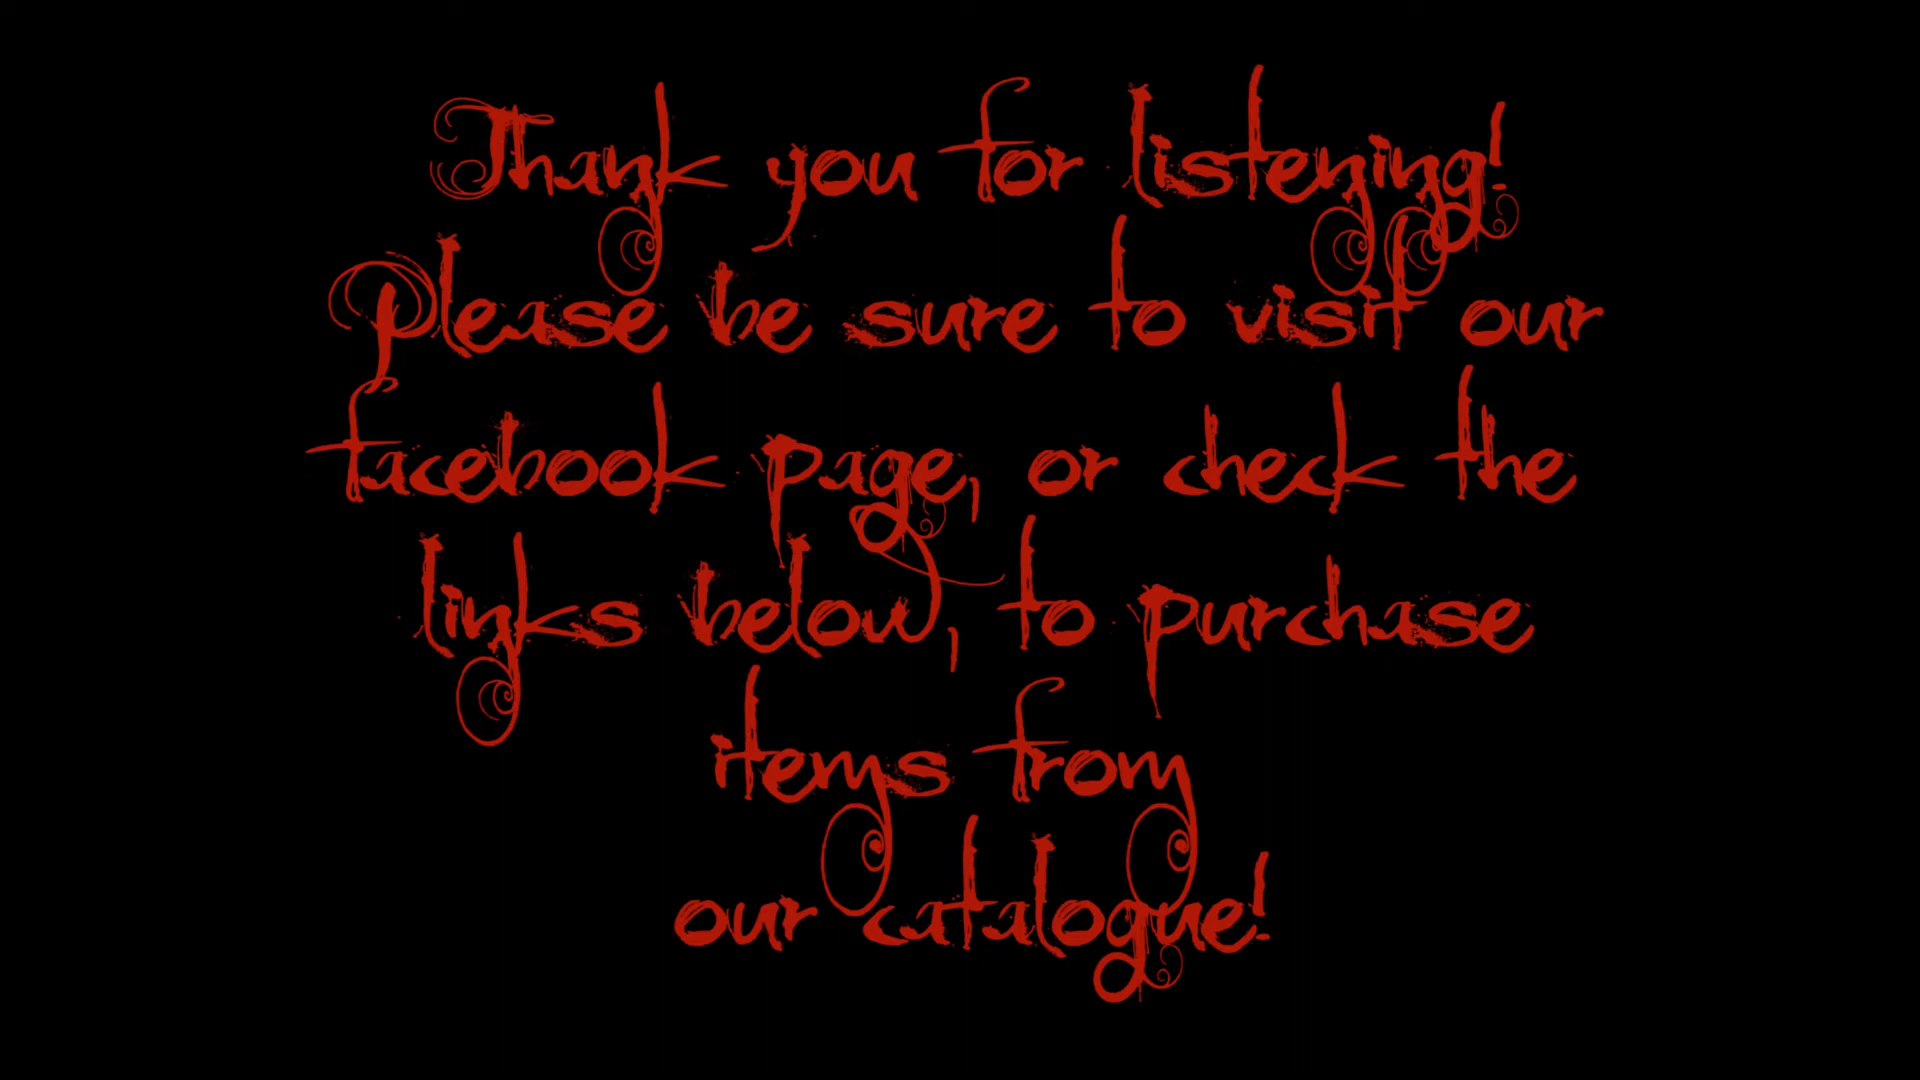 Thank you for listening!
Please be sure to visit our
facebook page, or check the
links below, to purchase
items from
our catalogue!